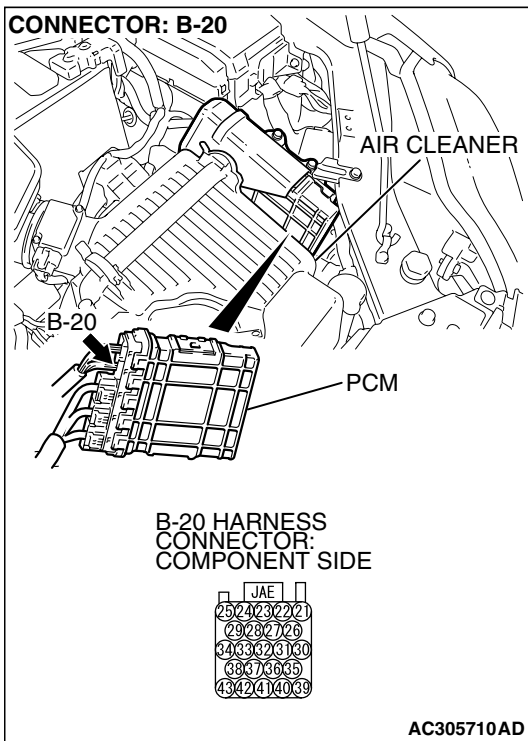 CONNECTOR: B-20
AIR CLEANER
B-20
PCM
B-20 HARNESS
CONNECTOR:
COMPONENT SIDE
JAE
25 24 23 22 21
29 28 27 26
34 33 32 31 30
38 37 36 35
43 42 41 40 39
AC305710AD